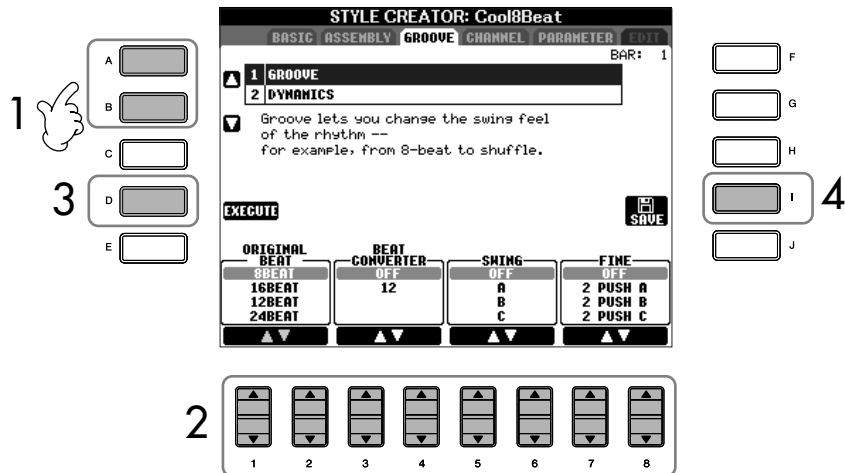 STYLE CREATOR: Cool8Beat
BASIC ASSEMBLY GROOVE CHANNEL PARAMETER EDIT
BAR: 1
1 GROOVE
2 DYNAMICS
Groove lets you change the swing feel
of the rhythm --
for example, from 8-beat to shuffle.
EXECUTE
SAVE
ORIGINAL BEAT
8BEAT
16BEAT
12BEAT
24BEAT
BEAT CONVERTER
OFF
12
SWING
OFF
A
B
C
FINE
OFF
2 PUSH A
2 PUSH B
2 PUSH C
A
B
C
D
E
F
G
H
I
J
1
3
4
2
1 2 3 4 5 6 7 8